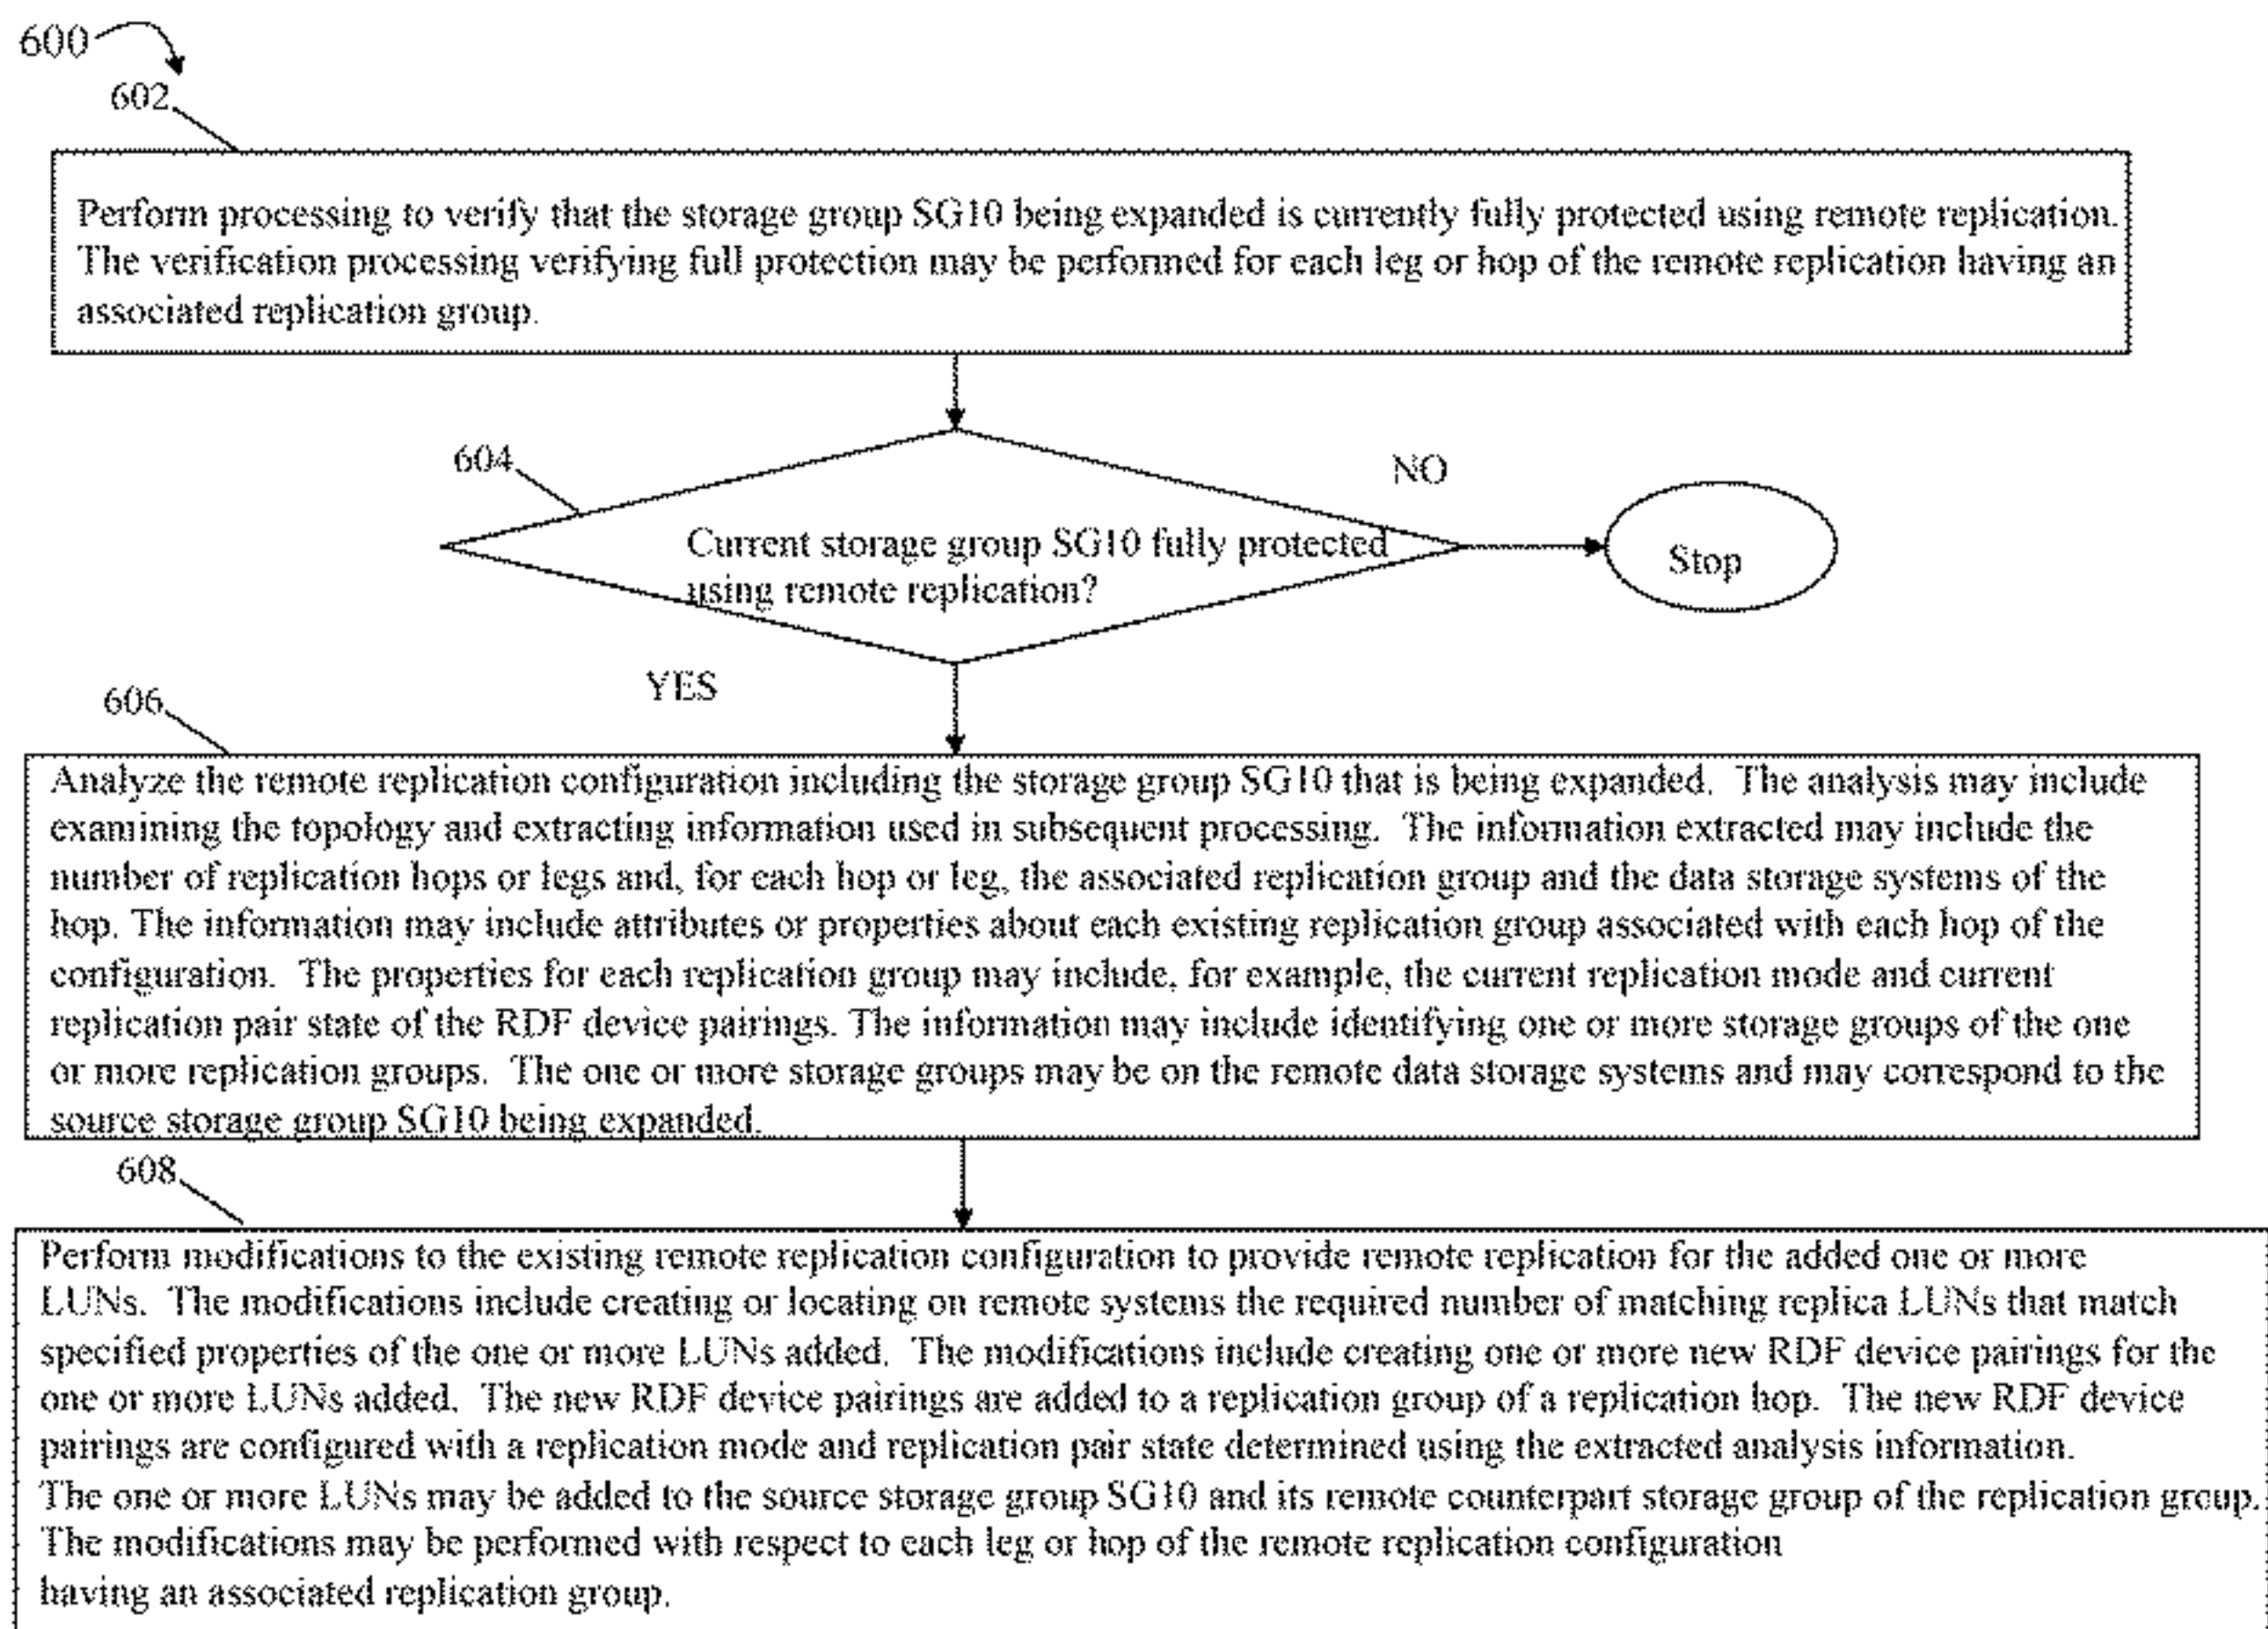 600
602
Perform processing to verify that the storage group SG10 being expanded is currently fully protected using remote replication.
The verification processing verifying full protection may be performed for each leg or hop of the remote replication having an
associated replication group.
604
NO
Current storage group SG10 fully protected
using remote replication?
Stop
YES
606
Analyze the remote replication configuration including the storage group SG10 that is being expanded. The analysis may include
examining the topology and extracting information used in subsequent processing. The information extracted may include the
number of replication hops or legs and, for each hop or leg, the associated replication group and the data storage systems of the
hop. The information may include attributes or properties about each existing replication group associated with each hop of the
configuration. The properties for each replication group may include, for example, the current replication mode and current
replication pair state of the RDF device pairings. The information may include identifying one or more storage groups of the one
or more replication groups. The one or more storage groups may be on the remote data storage systems and may correspond to the
source storage group SG10 being expanded.
608
Perform modifications to the existing remote replication configuration to provide remote replication for the added one or more
LUNs. The modifications include creating or locating on remote systems the required number of matching replica LUNs that match
specified properties of the one or more LUNs added. The modifications include creating one or more new RDF device pairings for the
one or more LUNs added. The new RDF device pairings are added to a replication group of a replication hop. The new RDF device
pairings are configured with a replication mode and replication pair state determined using the extracted analysis information.
The one or more LUNs may be added to the source storage group SG10 and its remote counterpart storage group of the replication group.
The modifications may be performed with respect to each leg or hop of the remote replication configuration
having an associated replication group.